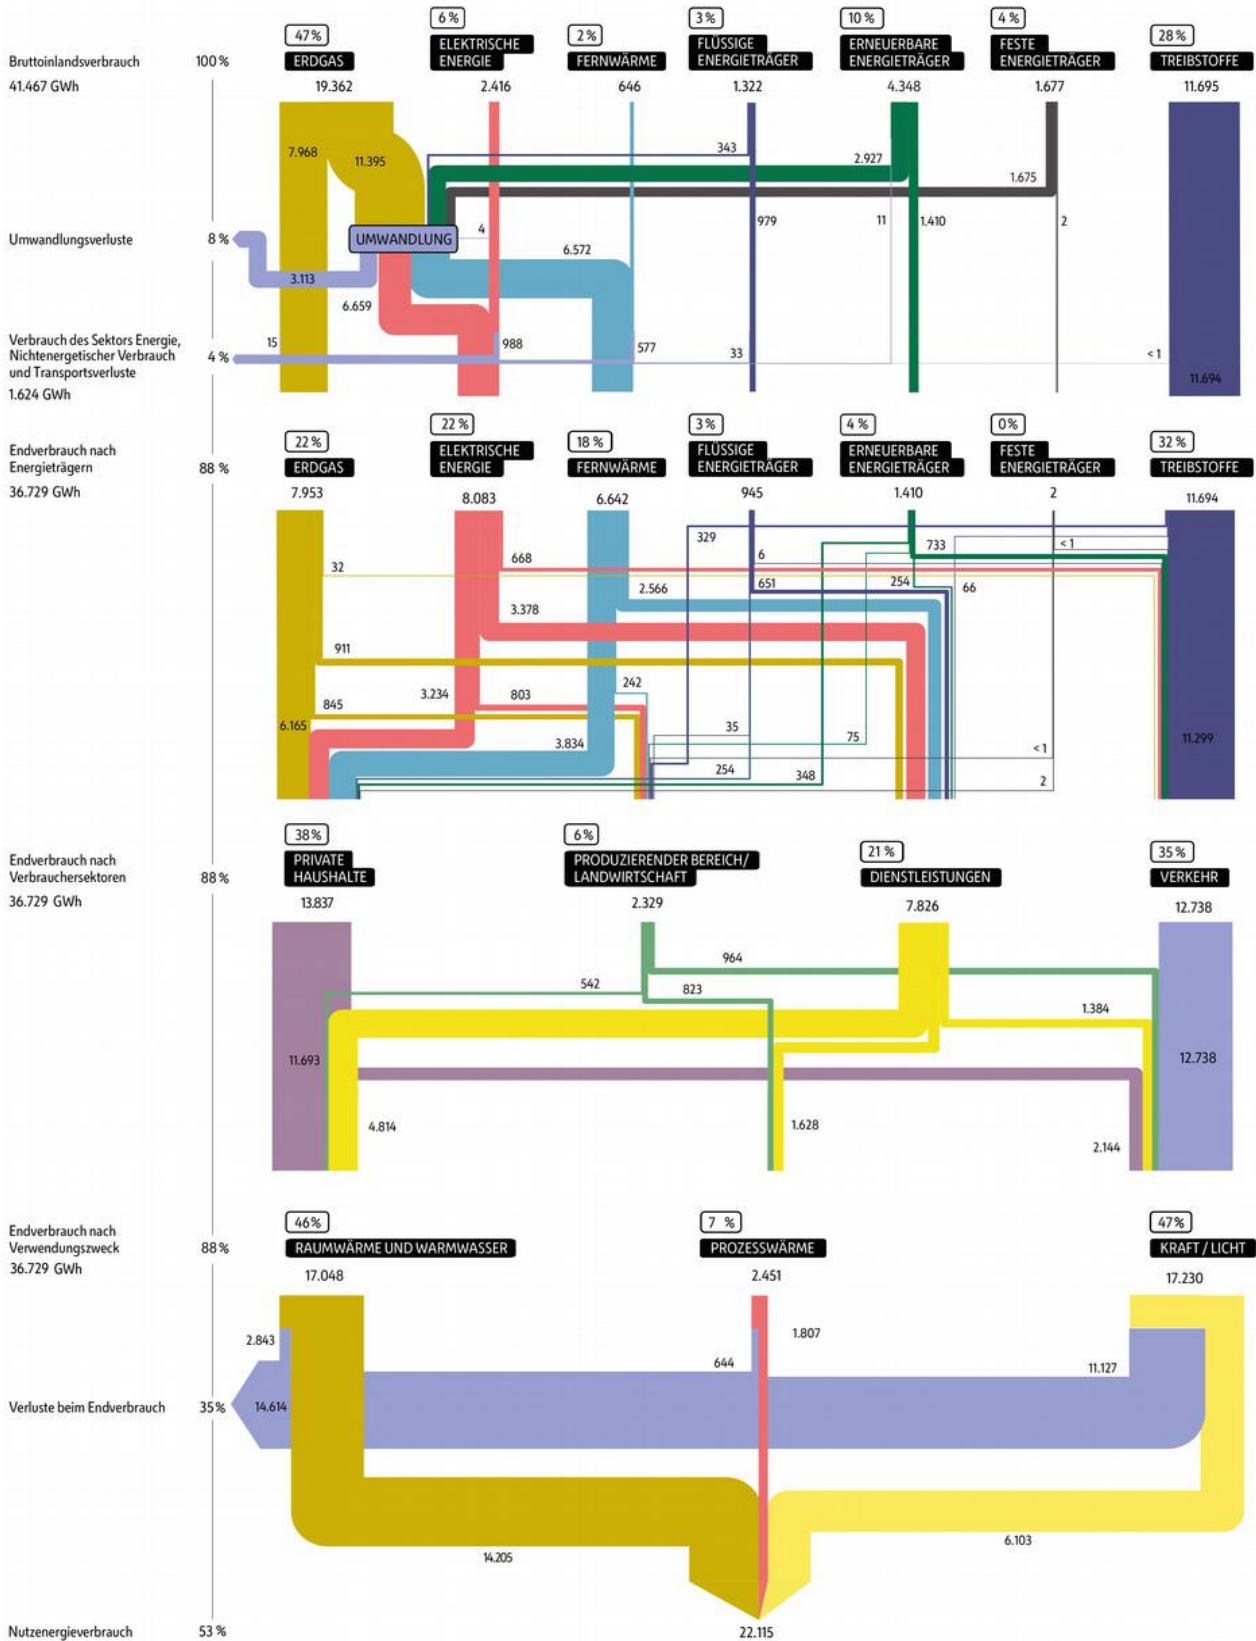 47%
6 %
2 %
3 %
10 %
4 %
28 %
Bruttoinlandsverbrauch
100 %
ERDGAS
ELEKTRISCHE
ENERGIE
FERNWÄRME
FLÜSSIGE
ENERGIETRÄGER
ERNEUERBARE
ENERGIETRÄGER
FESTE
ENERGIETRÄGER
TREIBSTOFFE
41.467 GWh
19.362
2.416
646
1.322
4.348
1.677
11.695
7.968
11.395
343
2.927
1.675
979
11
1.410
2
Umwandlungsverluste
8 %
UMWANDLUNG
4
6.572
3.113
6.659
Verbrauch des Sektors Energie,
Nichtenergetischer Verbrauch
und Transportsverluste
4 %
15
988
577
33
< 1
11.694
1.624 GWh
22 %
22 %
18 %
3 %
4 %
0%
32 %
Endverbrauch nach
Energieträgern
88 %
ERDGAS
ELEKTRISCHE
ENERGIE
FERNWÄRME
FLÜSSIGE
ENERGIETRÄGER
ERNEUERBARE
ENERGIETRÄGER
FESTE
ENERGIETRÄGER
TREIBSTOFFE
36.729 GWh
7.953
8.083
6.642
945
1.410
2
11.694
329
733
< 1
32
668
6
2.566
651
254
66
3.378
911
242
3.234
803
845
6.165
35
75
3.834
< 1
11.299
254
348
2
38%
6 %
21 %
35 %
Endverbrauch nach
Verbrauchersektoren
88%
PRIVATE
HAUSHALTE
PRODUZIERENDER BEREICH/
LANDWIRTSCHAFT
DIENSTLEISTUNGEN
VERKEHR
36.729 GWh
13.837
2.329
7.826
12.738
964
542
823
1.384
11.693
12.738
4.814
1.628
2.144
46%
7 %
47%
Endverbrauch nach
Verwendungszweck
88 %
RAUMWÄRME UND WARMWASSER
PROZESSWÄRME
KRAFT / LICHT
36.729 GWh
17.048
2.451
17.230
2.843
1.807
644
11.127
Verluste beim Endverbrauch
35%
14.614
14.205
6.103
Nutzenergieverbrauch
53 %
22.115